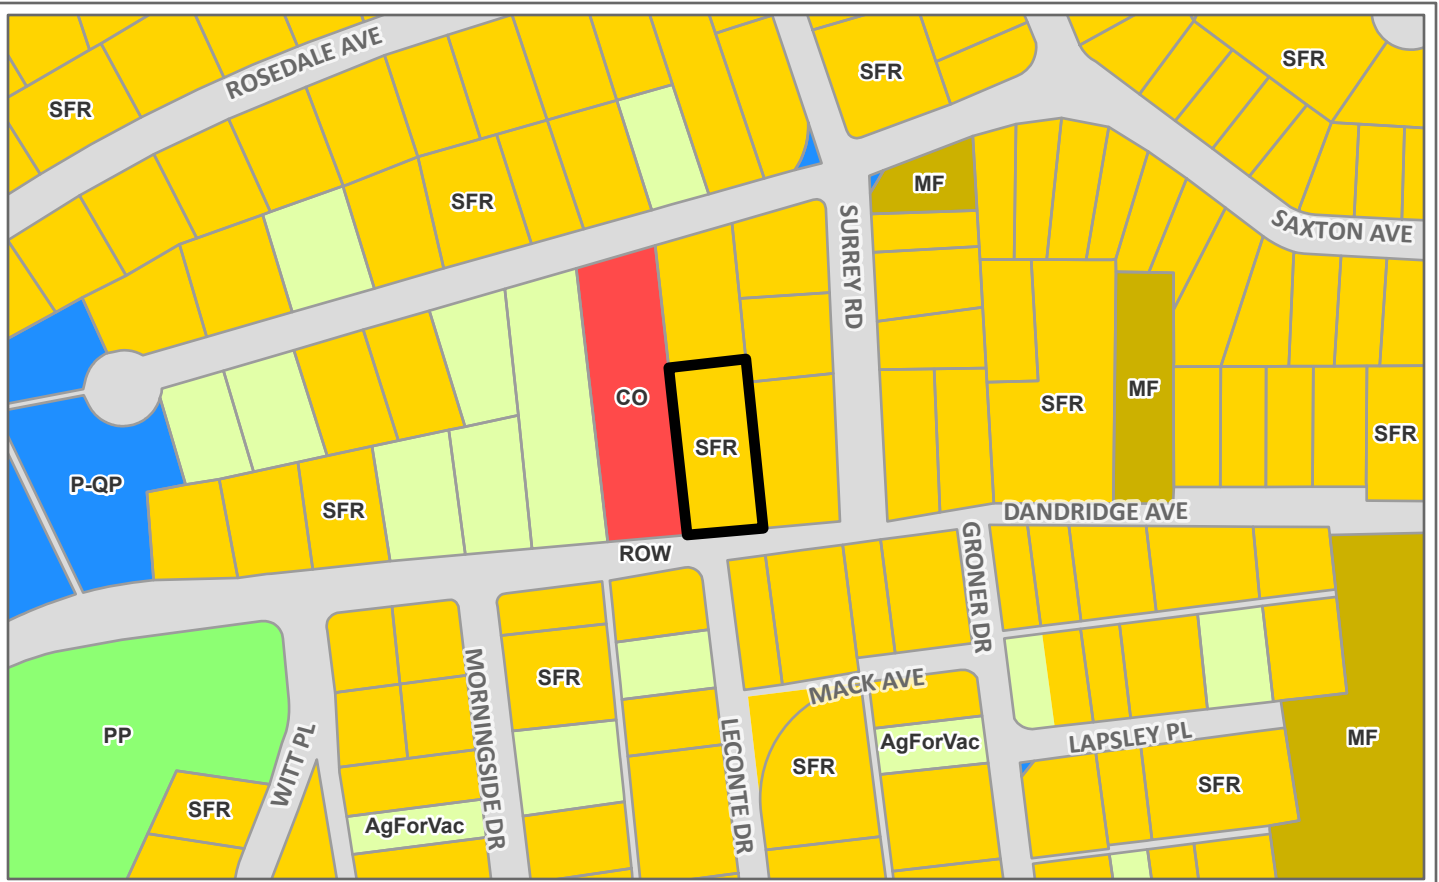 ROSEDALE AVE
SFR
SFR
SFR
MF
SFR
SURREY RD
SAXTON AVE
CO
SFR
SFR
MF
SFR
P-QP
SFR
DANDRIDGE AVE
ROW
GRONER DR
MORNINGSIDE DR
SFR
MACK AVE
PP
WITT PL
LECONTE DR
SFR
AgForVac
LAPSLEY PL
MF
SFR
SFR
AgForVac